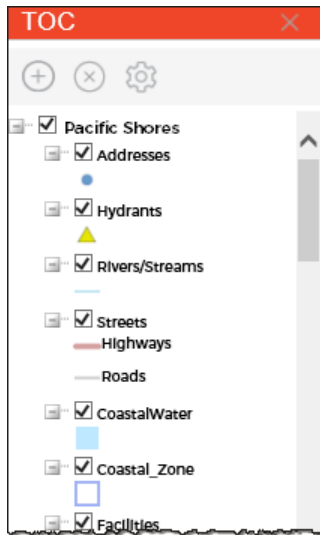 TOC
Pacific Shores
Addresses
Hydrants
Rivers/Streams
Streets
Highways
Roads
CoastalWater
Coastal_Zone
Facilities